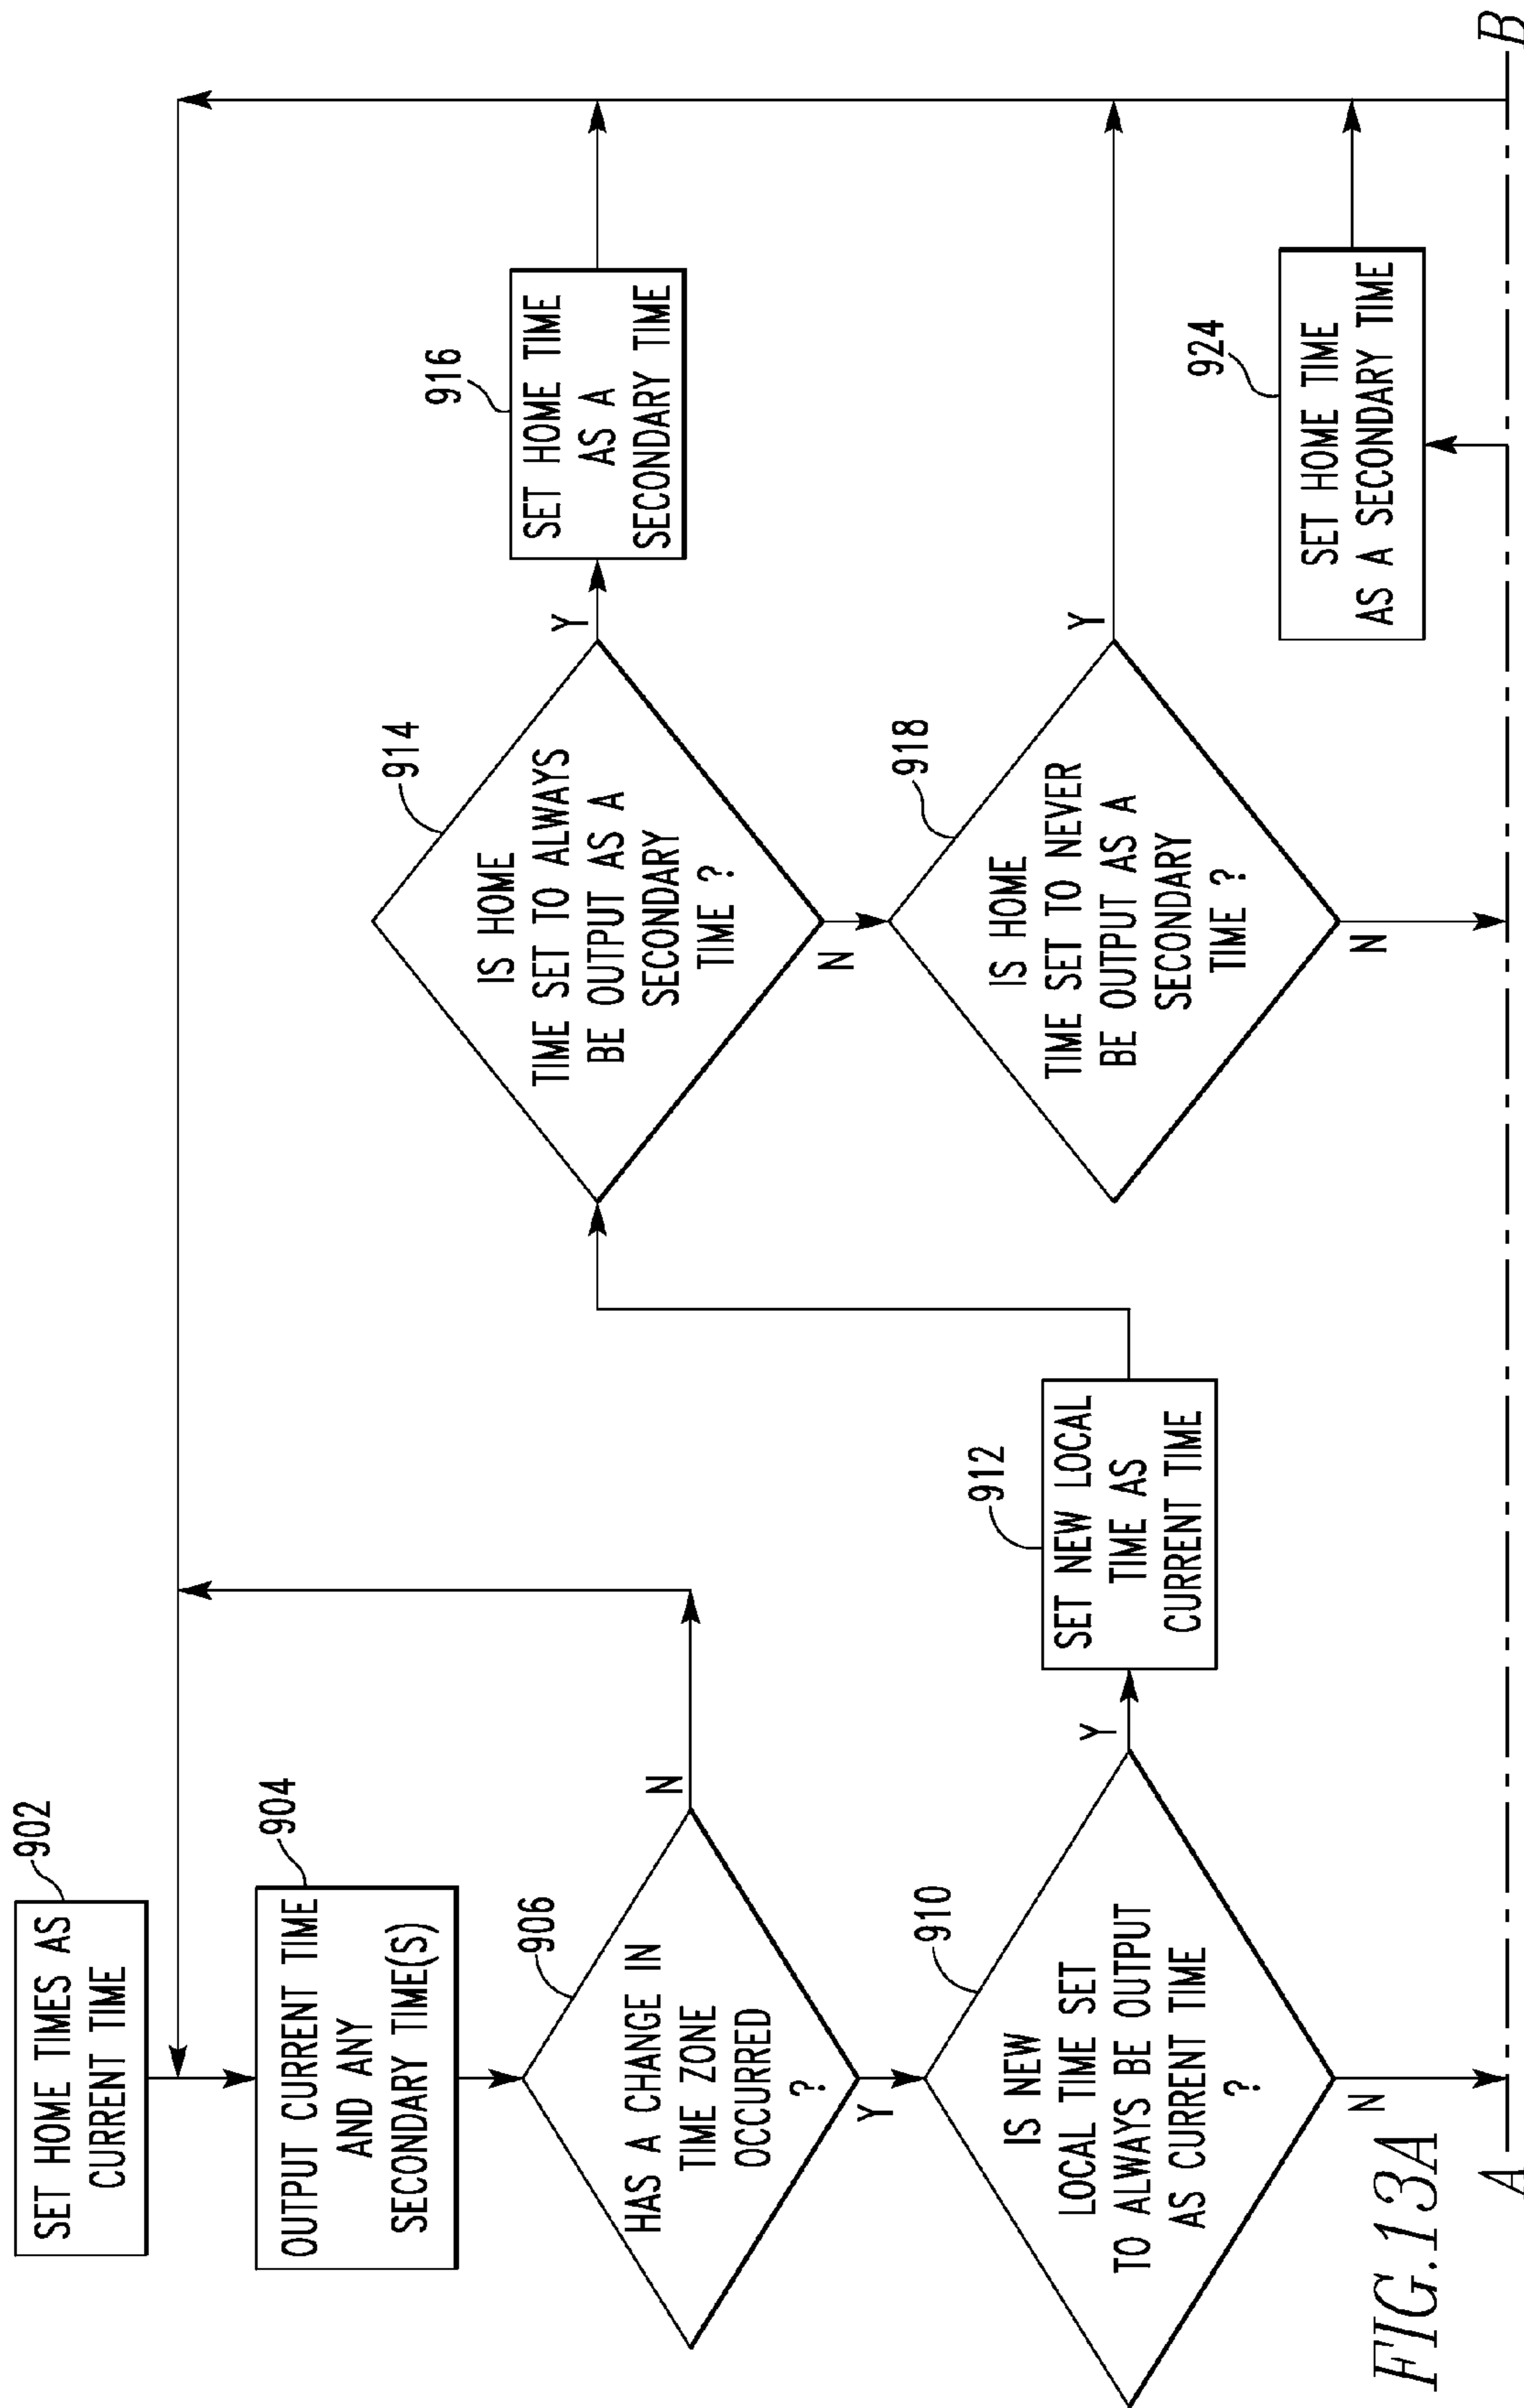 902
SET HOME TIMES AS
CURRENT TIME
904
OUTPUT CURRENT TIME
AND ANY
SECONDARY TIME(S)
906
HAS A CHANGE IN
TIME ZONE
OCCURRED
?
N
Y
910
IS NEW
LOCAL TIME SET
TO ALWAYS BE OUTPUT
AS CURRENT TIME
?
Y
N
912
SET NEW LOCAL
TIME AS
CURRENT TIME
914
IS HOME
TIME SET TO ALWAYS
BE OUTPUT AS A
SECONDARY
TIME ?
Y
N
916
SET HOME TIME
AS A
SECONDARY TIME
918
IS HOME
TIME SET TO NEVER
BE OUTPUT AS A
SECONDARY
TIME ?
Y
N
924
SET HOME TIME
AS A SECONDARY TIME
FIG.13A
A
B